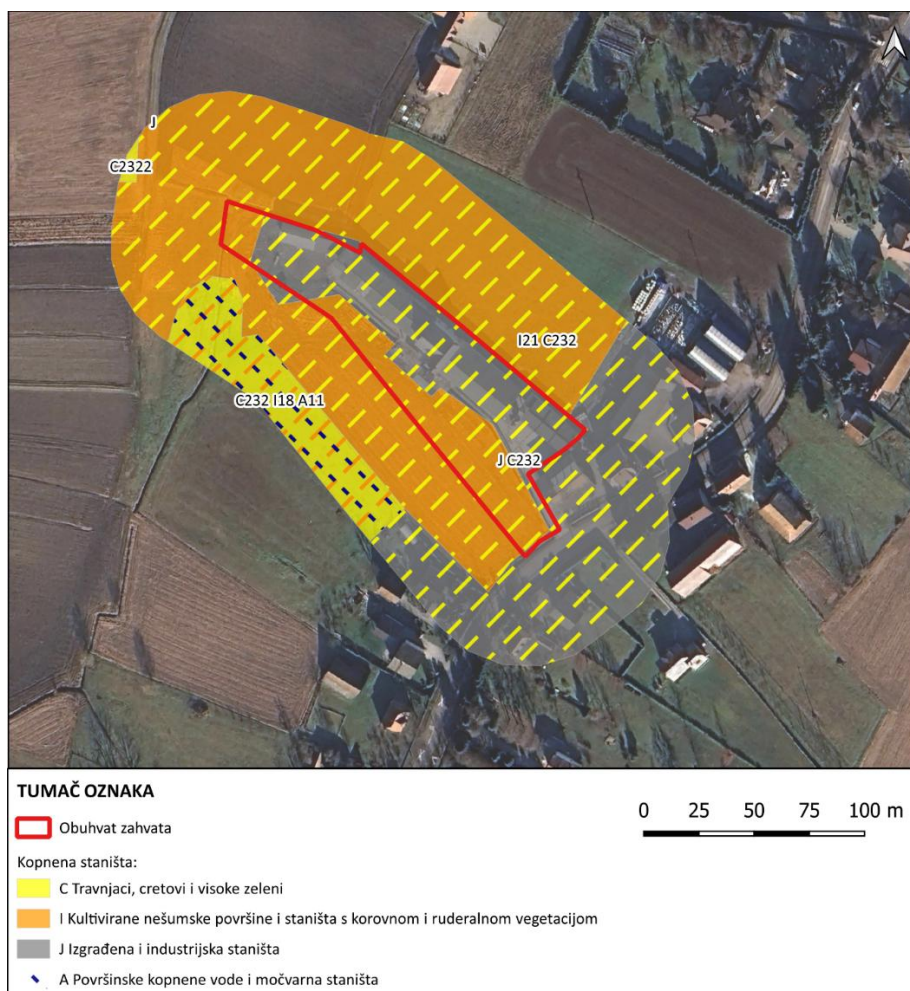 J
C2322
I21 C232
C232 I18 A11
J C232
TUMAČ OZNAKA
Obuhvat zahvata
0 25 50 75 100 m
Kopnena staništa:
C Travnjaci, cretovi i visoke zeleni
I Kultivirane nešumske površine i staništa s korovnom i ruderalnom vegetacijom
J Izgrađena i industrijska staništa
A Površinske kopnene vode i močvarna staništa